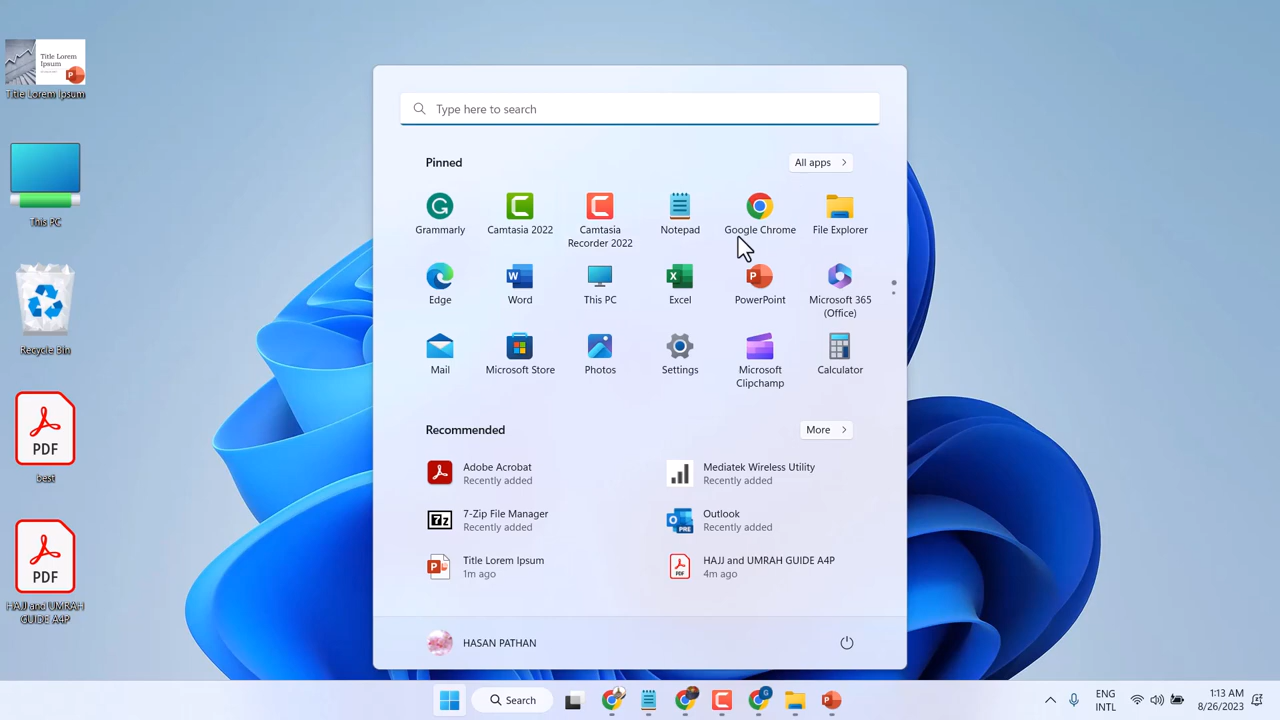 Title Lorem
Ipsum
Title Lorem Ipsum
This PC
Recycle Bin
PDF
best
PDF
HAJJ and UMRAH
GUIDE A4P
Type here to search
Pinned
All apps
Grammarly
Camtasia 2022
Camtasia
Recorder 2022
Notepad
Google Chrome
File Explorer
Edge
Word
This PC
Excel
PowerPoint
Microsoft 365
(Office)
Mail
Microsoft Store
Photos
Settings
Microsoft
Clipchamp
Calculator
Recommended
More
Adobe Acrobat
Recently added
Mediatek Wireless Utility
Recently added
7-Zip File Manager
Recently added
Outlook
Recently added
Title Lorem Ipsum
1m ago
HAJJ and UMRAH GUIDE A4P
4m ago
HASAN PATHAN
Search
ENG
INTL
1:13 AM
8/26/2023